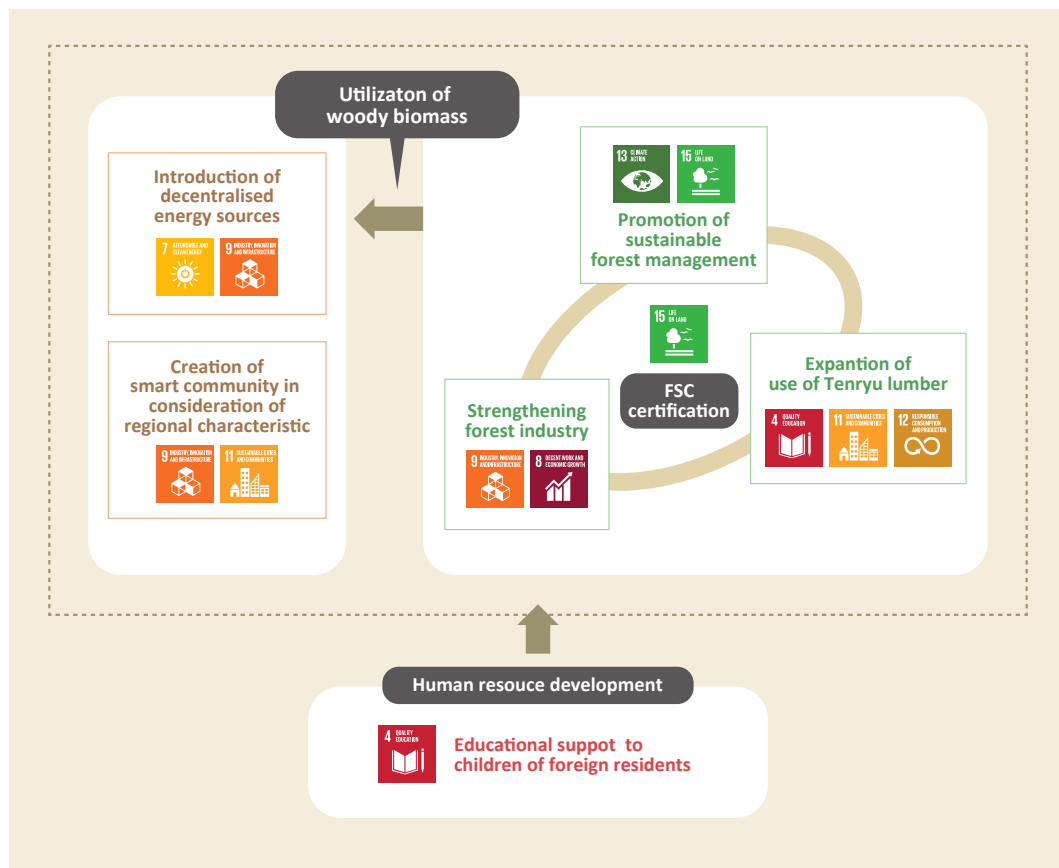 Utilizaton of
woody biomass
Introduction of
decentralised
energy sources
7 AFFORDABLE AND
CLEAN ENERGY
9 INDUSTRY, INNOVATION
AND INFRASTRUCTURE
Creation of
smart community in
consideration of
regional characteristic
9 INDUSTRY, INNOVATION
AND INFRASTRUCTURE
11 SUSTAINABLE CITIES
AND COMMUNITIES
13 CLIMATE
ACTION
15 LIFE
ON LAND
Promotion of
sustainable
forest management
15 LIFE
ON LAND
FSC
certification
Strengthening
forest industry
9 INDUSTRY, INNOVATION
AND INFRASTRUCTURE
8 DECENT WORK AND
ECONOMIC GROWTH
Expantion of
use of Tenryu lumber
4 QUALITY
EDUCATION
11 SUSTAINABLE CITIES
AND COMMUNITIES
12 RESPONSIBLE
CONSUMPTION
AND PRODUCTION
Human resouce development
4 QUALITY
EDUCATION
Educational suppot to
children of foreign residents